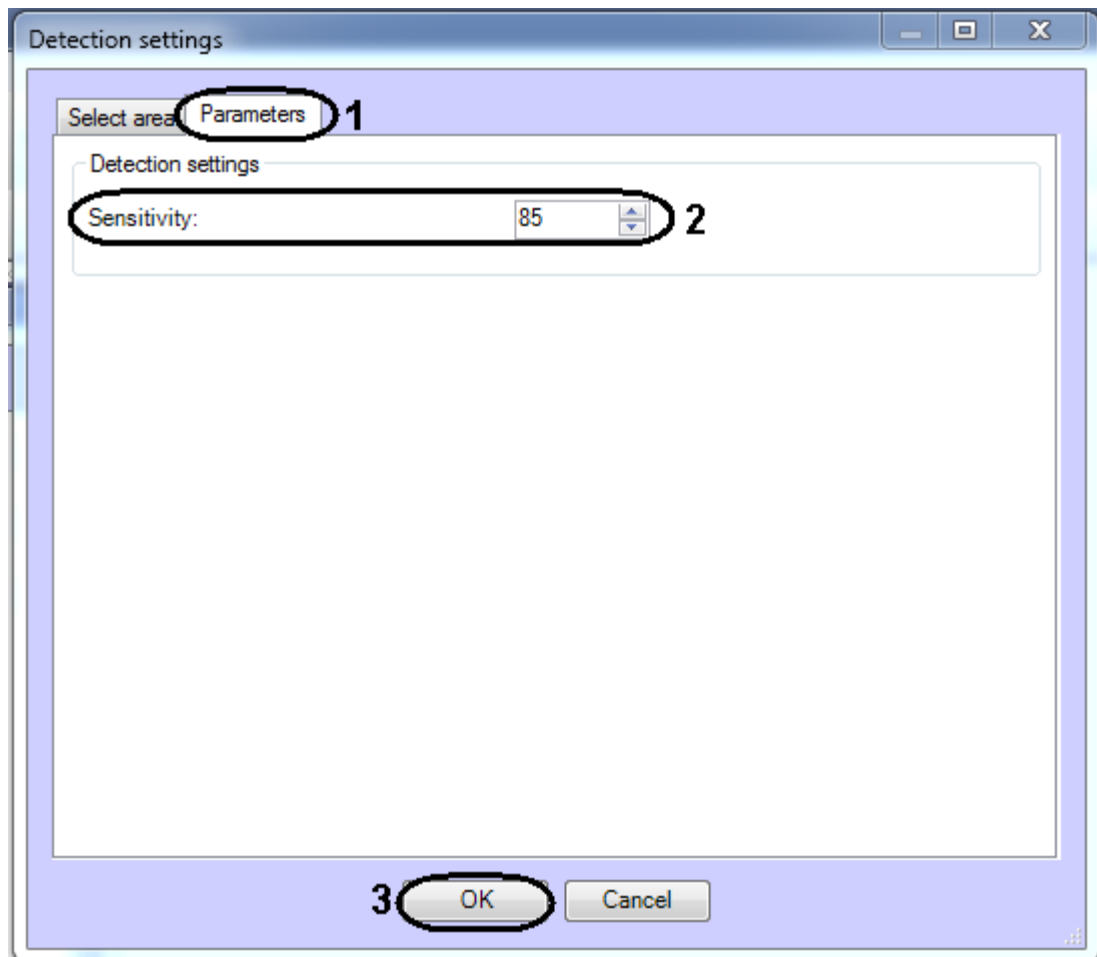 Detection settings
Select area Parameters 1
Detection settings
Sensitivity: 85 2
3 OK Cancel